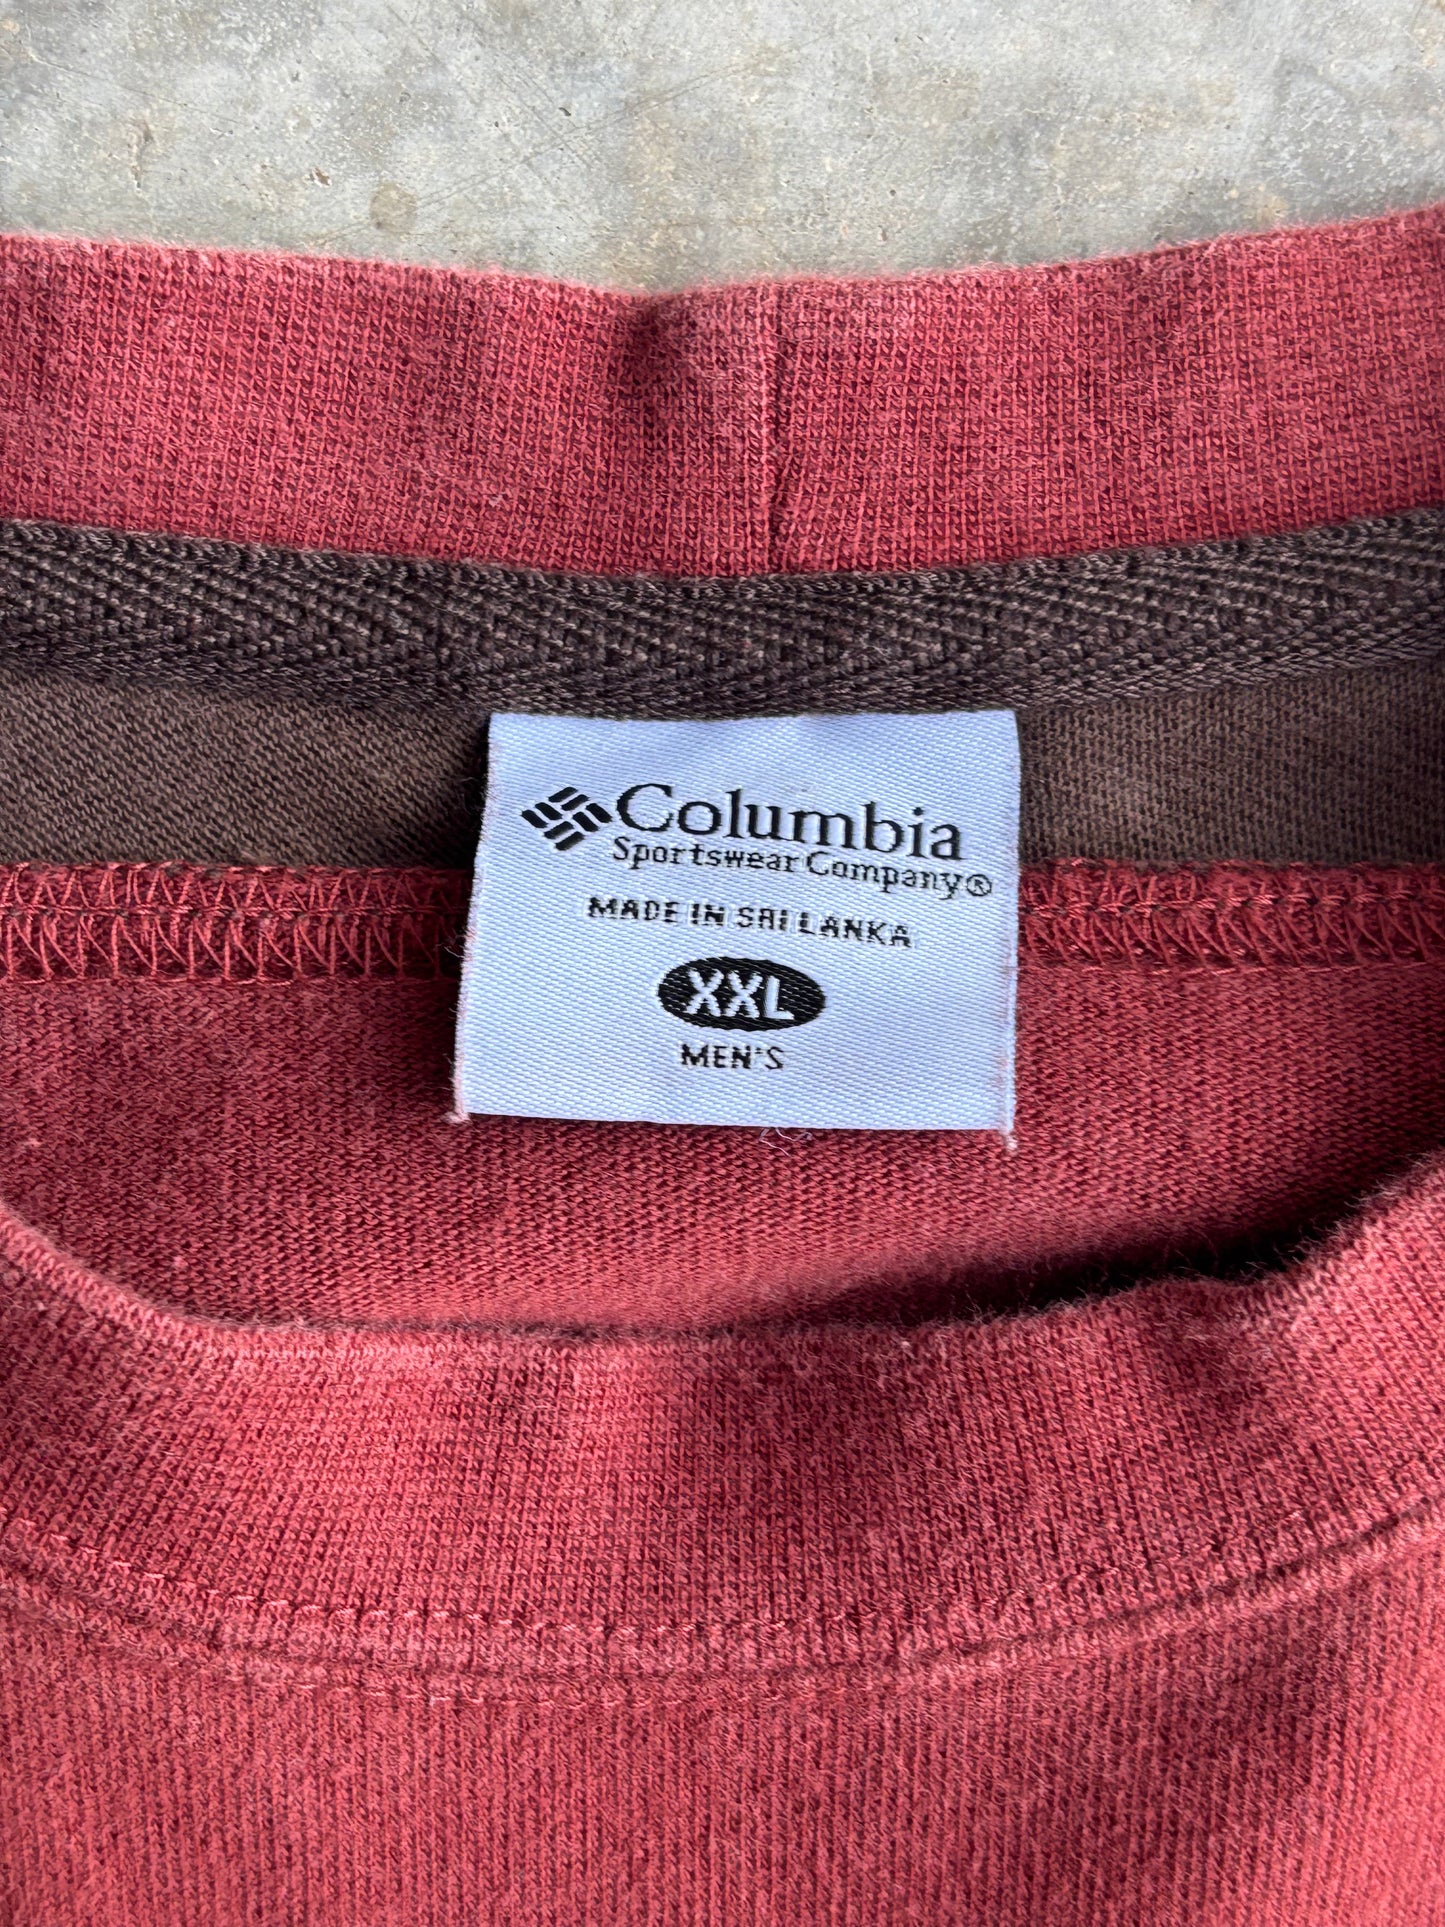 Columbia
Sportswear Company®
MADE IN SRI LANKA
XXL
MEN'S